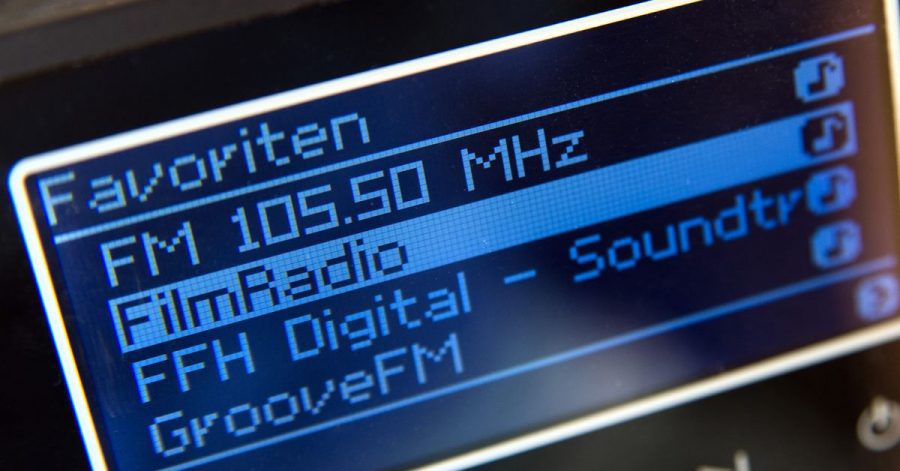 Favoriten
FM 105.50 MHz
FilmRadio
FFH Digital - Soundtr
GrooveFM